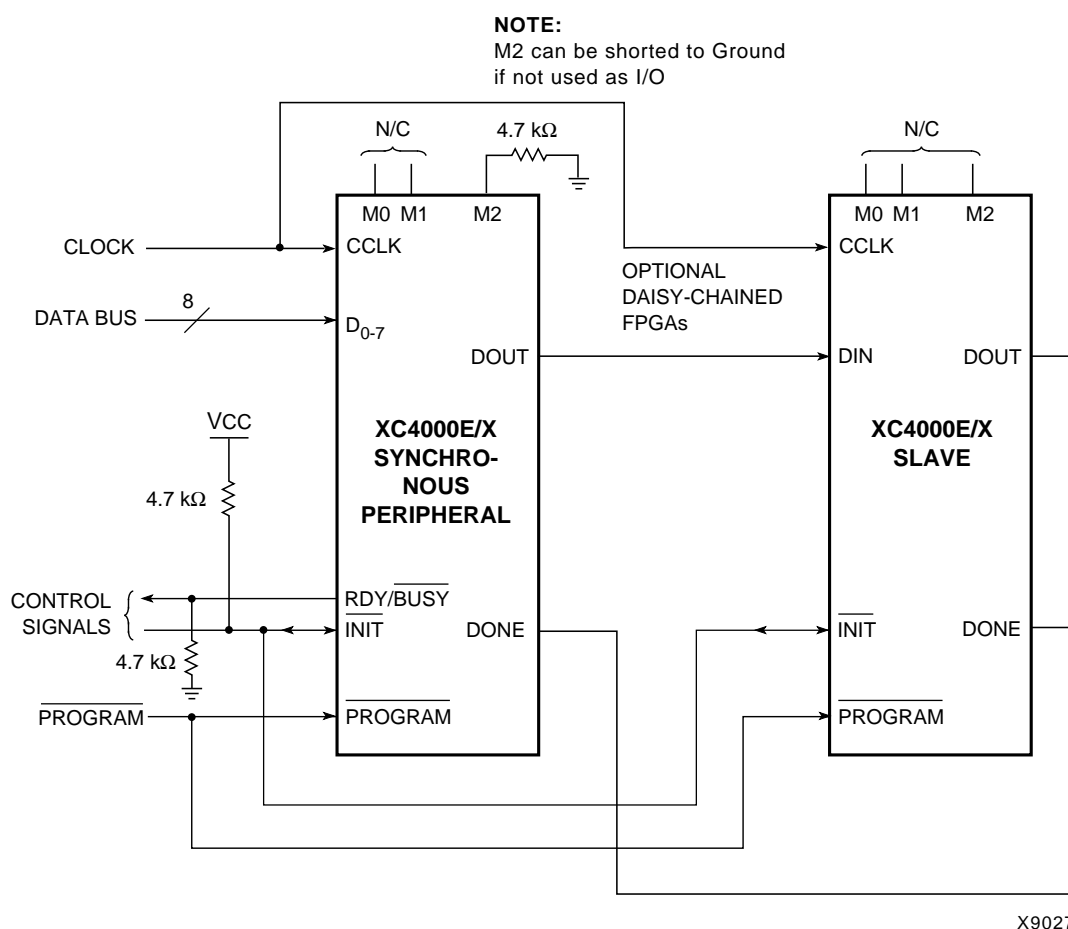 NOTE:
M2 can be shorted to Ground
if not used as I/O
N/C
4.7 kΩ
N/C
M0 M1 M2
M0 M1 M2
CLOCK
CCLK
CCLK
OPTIONAL
DAISY-CHAINED
FPGAs
8
DATA BUS
D0-7
DOUT
DIN
DOUT
VCC
XC4000E/X
SYNCHRO-
NOUS
PERIPHERAL
XC4000E/X
SLAVE
4.7 kΩ
RDY/BUSY
CONTROL
SIGNALS
INIT
DONE
INIT
DONE
4.7 kΩ
PROGRAM
PROGRAM
PROGRAM
X9027